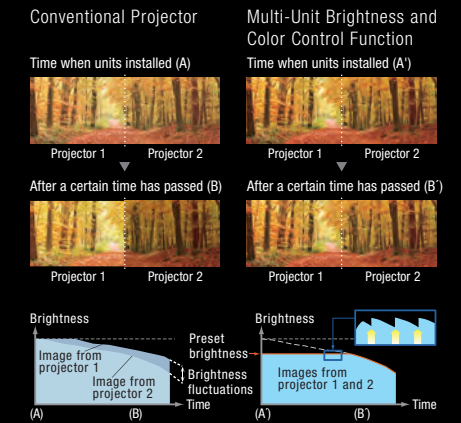 Conventional Projector
Multi-Unit Brightness and
Color Control Function
Time when units installed (A)
Time when units installed (A')
Projector 1
Projector 2
Projector 1
Projector 2
After a certain time has passed (B)
After a certain time has passed (B´)
Projector 1
Projector 2
Projector 1
Projector 2
Brightness
Image from
projector 1
Image from
projector 2
(A)
(B)
Time
Preset
brightness
Brightness
fluctuations
Brightness
Images from
projector 1 and 2
(A´)
(B´)
Time